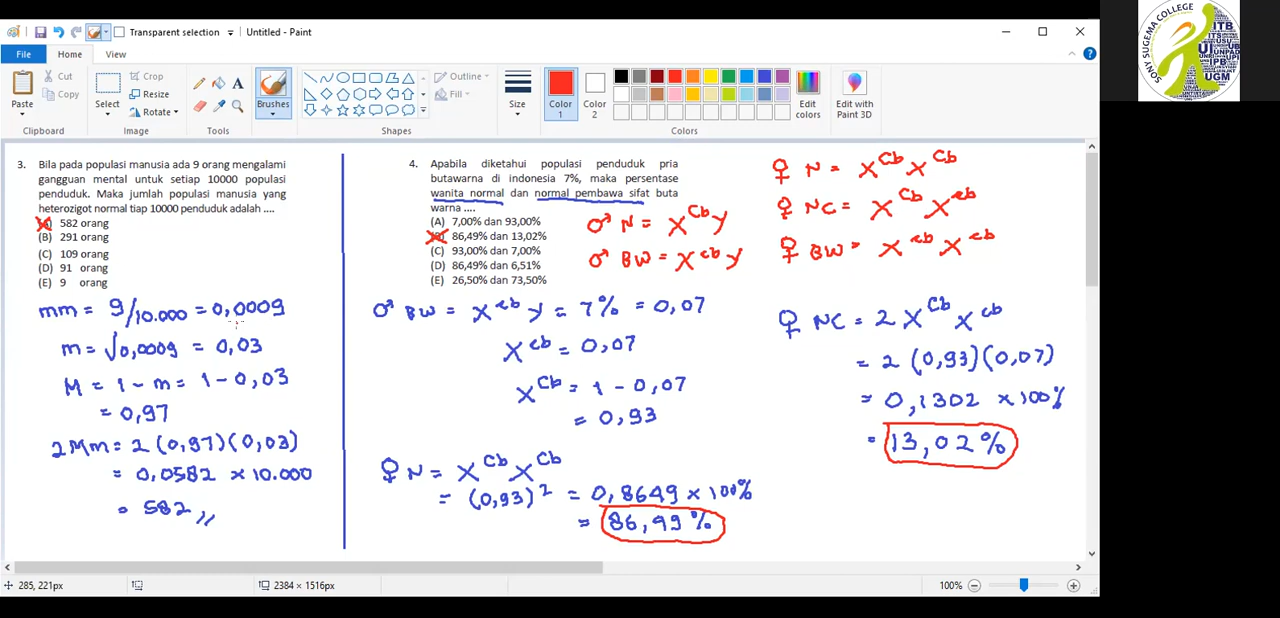 Transparent selection
Untitled - Paint
File
Home
View
Paste
Cut
Copy
Clipboard
Select
Crop
Resize
Rotate
Image
Tools
Brushes
Shapes
Outline
Fill
Size
Color 1
Color 2
Edit colors
Edit with Paint 3D
Colors
SONY SUGEMA COLLEGE
ITB
UI
UGM
3. Bila pada populasi manusia ada 9 orang mengalami
gangguan mental untuk setiap 10000 populasi
penduduk. Maka jumlah populasi manusia yang
heterozigot normal tiap 10000 penduduk adalah ....
582 orang
(B) 291 orang
(C) 109 orang
(D) 91 orang
(E) 9 orang
mm = 9/10.000 = 0,0009
m = √0,0009 = 0,03
M = 1 - m = 1 - 0,03
= 0,97
2Mm = 2 (0,97)(0,03)
= 0,0582 x 10.000
= 582 //
4. Apabila diketahui populasi penduduk pria
butawarna di indonesia 7%, maka persentase
wanita normal dan normal pembawa sifat buta
warna ....
(A) 7,00% dan 93,00%
86,49% dan 13,02%
(C) 93,00% dan 7,00%
(D) 86,49% dan 6,51%
(E) 26,50% dan 73,50%
♂ N = X^Cb Y
♂ BW = X^cb Y
♀ N = X^Cb X^Cb
♀ NC = X^Cb X^cb
♀ BW = X^cb X^cb
♂ BW = X^cb Y = 7% = 0,07
X^cb = 0,07
X^Cb = 1 - 0,07
= 0,93
♀ N = X^Cb X^Cb
= (0,93)² = 0,8649 x 100%
= 86,49%
♀ NC = 2 X^Cb X^cb
= 2 (0,93)(0,07)
= 0,1302 x 100%
= 13,02%
285, 221px
2384 × 1516px
100%